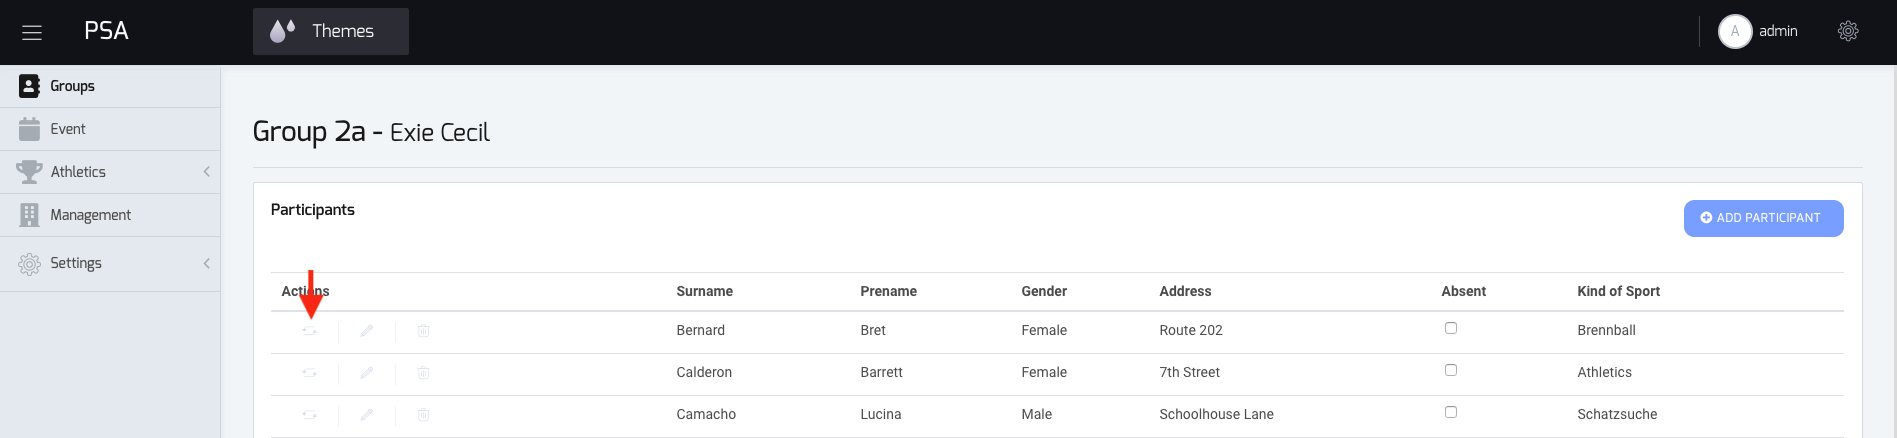 PSA
Themes
A admin
Groups
Event
Athletics
Management
Settings
Group 2a - Exie Cecil
Participants
ADD PARTICIPANT
Actions Surname Prename Gender Address Absent Kind of Sport
Bernard Bret Female Route 202 Brennball
Calderon Barrett Female 7th Street Athletics
Camacho Lucina Male Schoolhouse Lane Schatzsuche